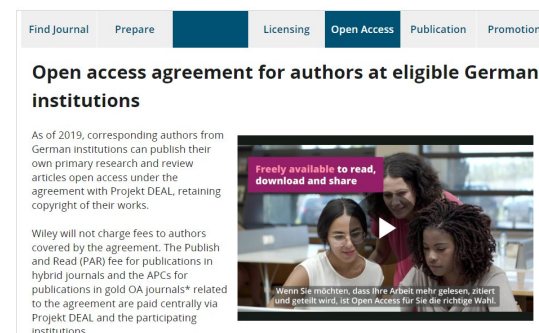 Find Journal Prepare Licensing Open Access Publication Promotion
Open access agreement for authors at eligible German
institutions
As of 2019, corresponding authors from
German institutions can publish their
own primary research and review
articles open access under the
agreement with Projekt DEAL, retaining
copyright of their works.
Wiley will not charge fees to authors
covered by the agreement. The Publish
and Read (PAR) fee for publications in
hybrid journals and the APCs for
publications in gold OA journals* related
to the agreement are paid centrally via
Projekt DEAL and the participating
institutions
Freely available to read,
download and share
Wenn Sie möchten, dass Ihre Arbeit mehr gelesen, zitiert
und geteilt wird, ist Open Access für Sie die richtige Wahl.